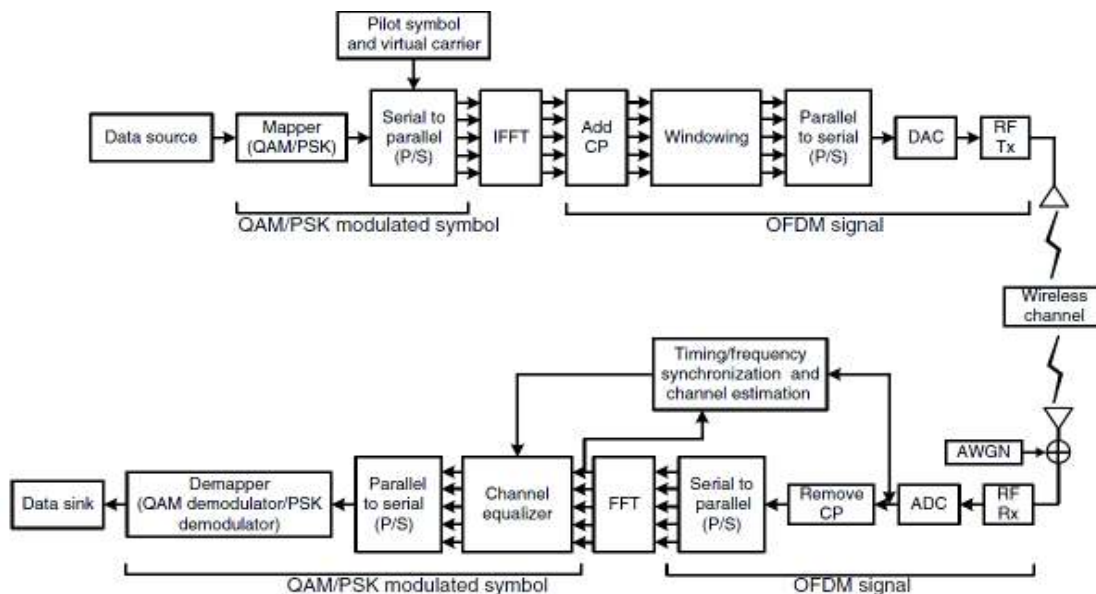 Pilot symbol
and virtual carrier
Data source
Mapper
(QAM/PSK)
Serial to
parallel
(P/S)
IFFT
Add
CP
Windowing
Parallel
to serial
(P/S)
DAC
RF
Tx
QAM/PSK modulated symbol
OFDM signal
Wireless
channel
Timing/frequency
synchronization and
channel estimation
AWGN
Data sink
Demapper
(QAM demodulator/PSK
demodulator)
Parallel
to serial
(P/S)
Channel
equalizer
FFT
Serial to
parallel
(P/S)
Remove
CP
ADC
RF
Rx
QAM/PSK modulated symbol
OFDM signal